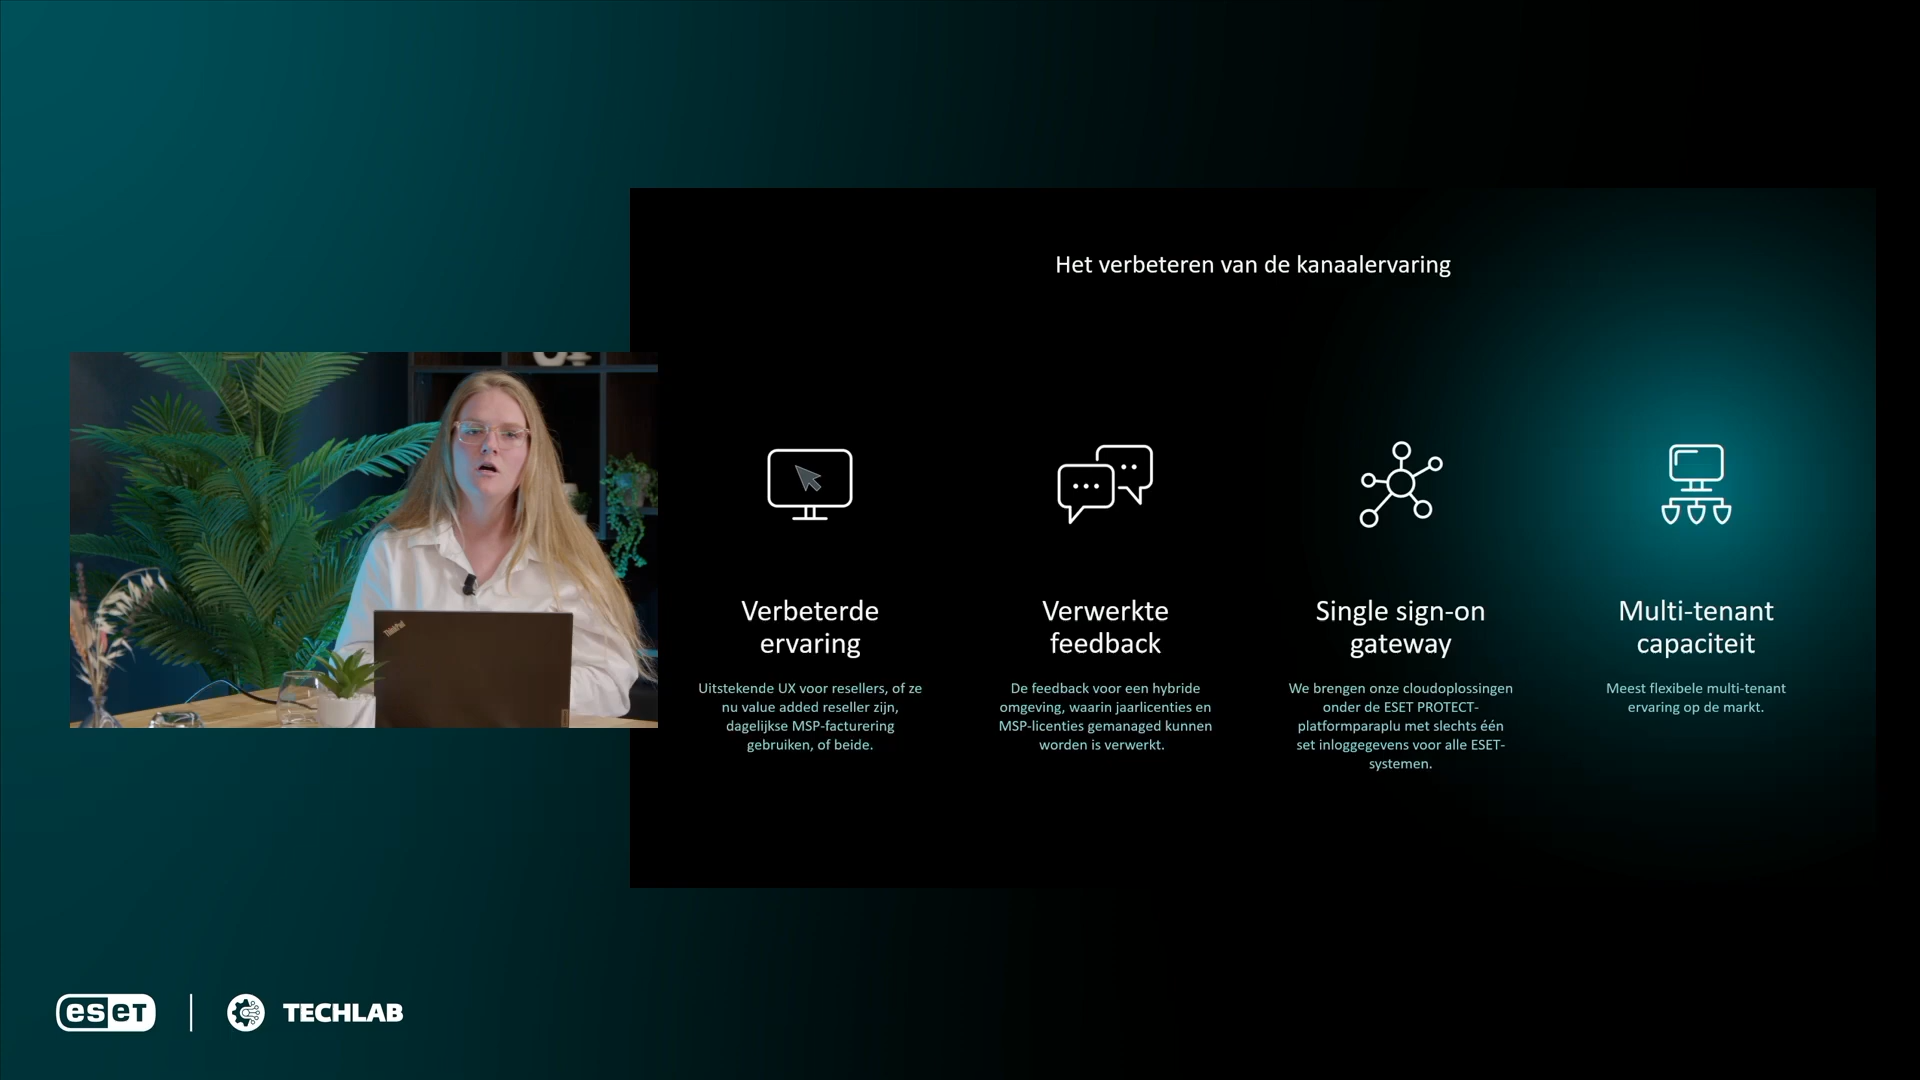 Het verbeteren van de kanaalervaring
Verbeterde
ervaring
Uitstekende UX voor resellers, of ze
nu value added reseller zijn,
dagelijkse MSP-facturering
gebruiken, of beide.
Verwerkte
feedback
De feedback voor een hybride
omgeving, waarin jaarlicenties en
MSP-licenties gemanaged kunnen
worden is verwerkt.
Single sign-on
gateway
We brengen onze cloudoplossingen
onder de ESET PROTECT-
platformparaplu met slechts één
set inloggegevens voor alle ESET-
systemen.
Multi-tenant
capaciteit
Meest flexibele multi-tenant
ervaring op de markt.
ThinkPad
eseT
TECHLAB